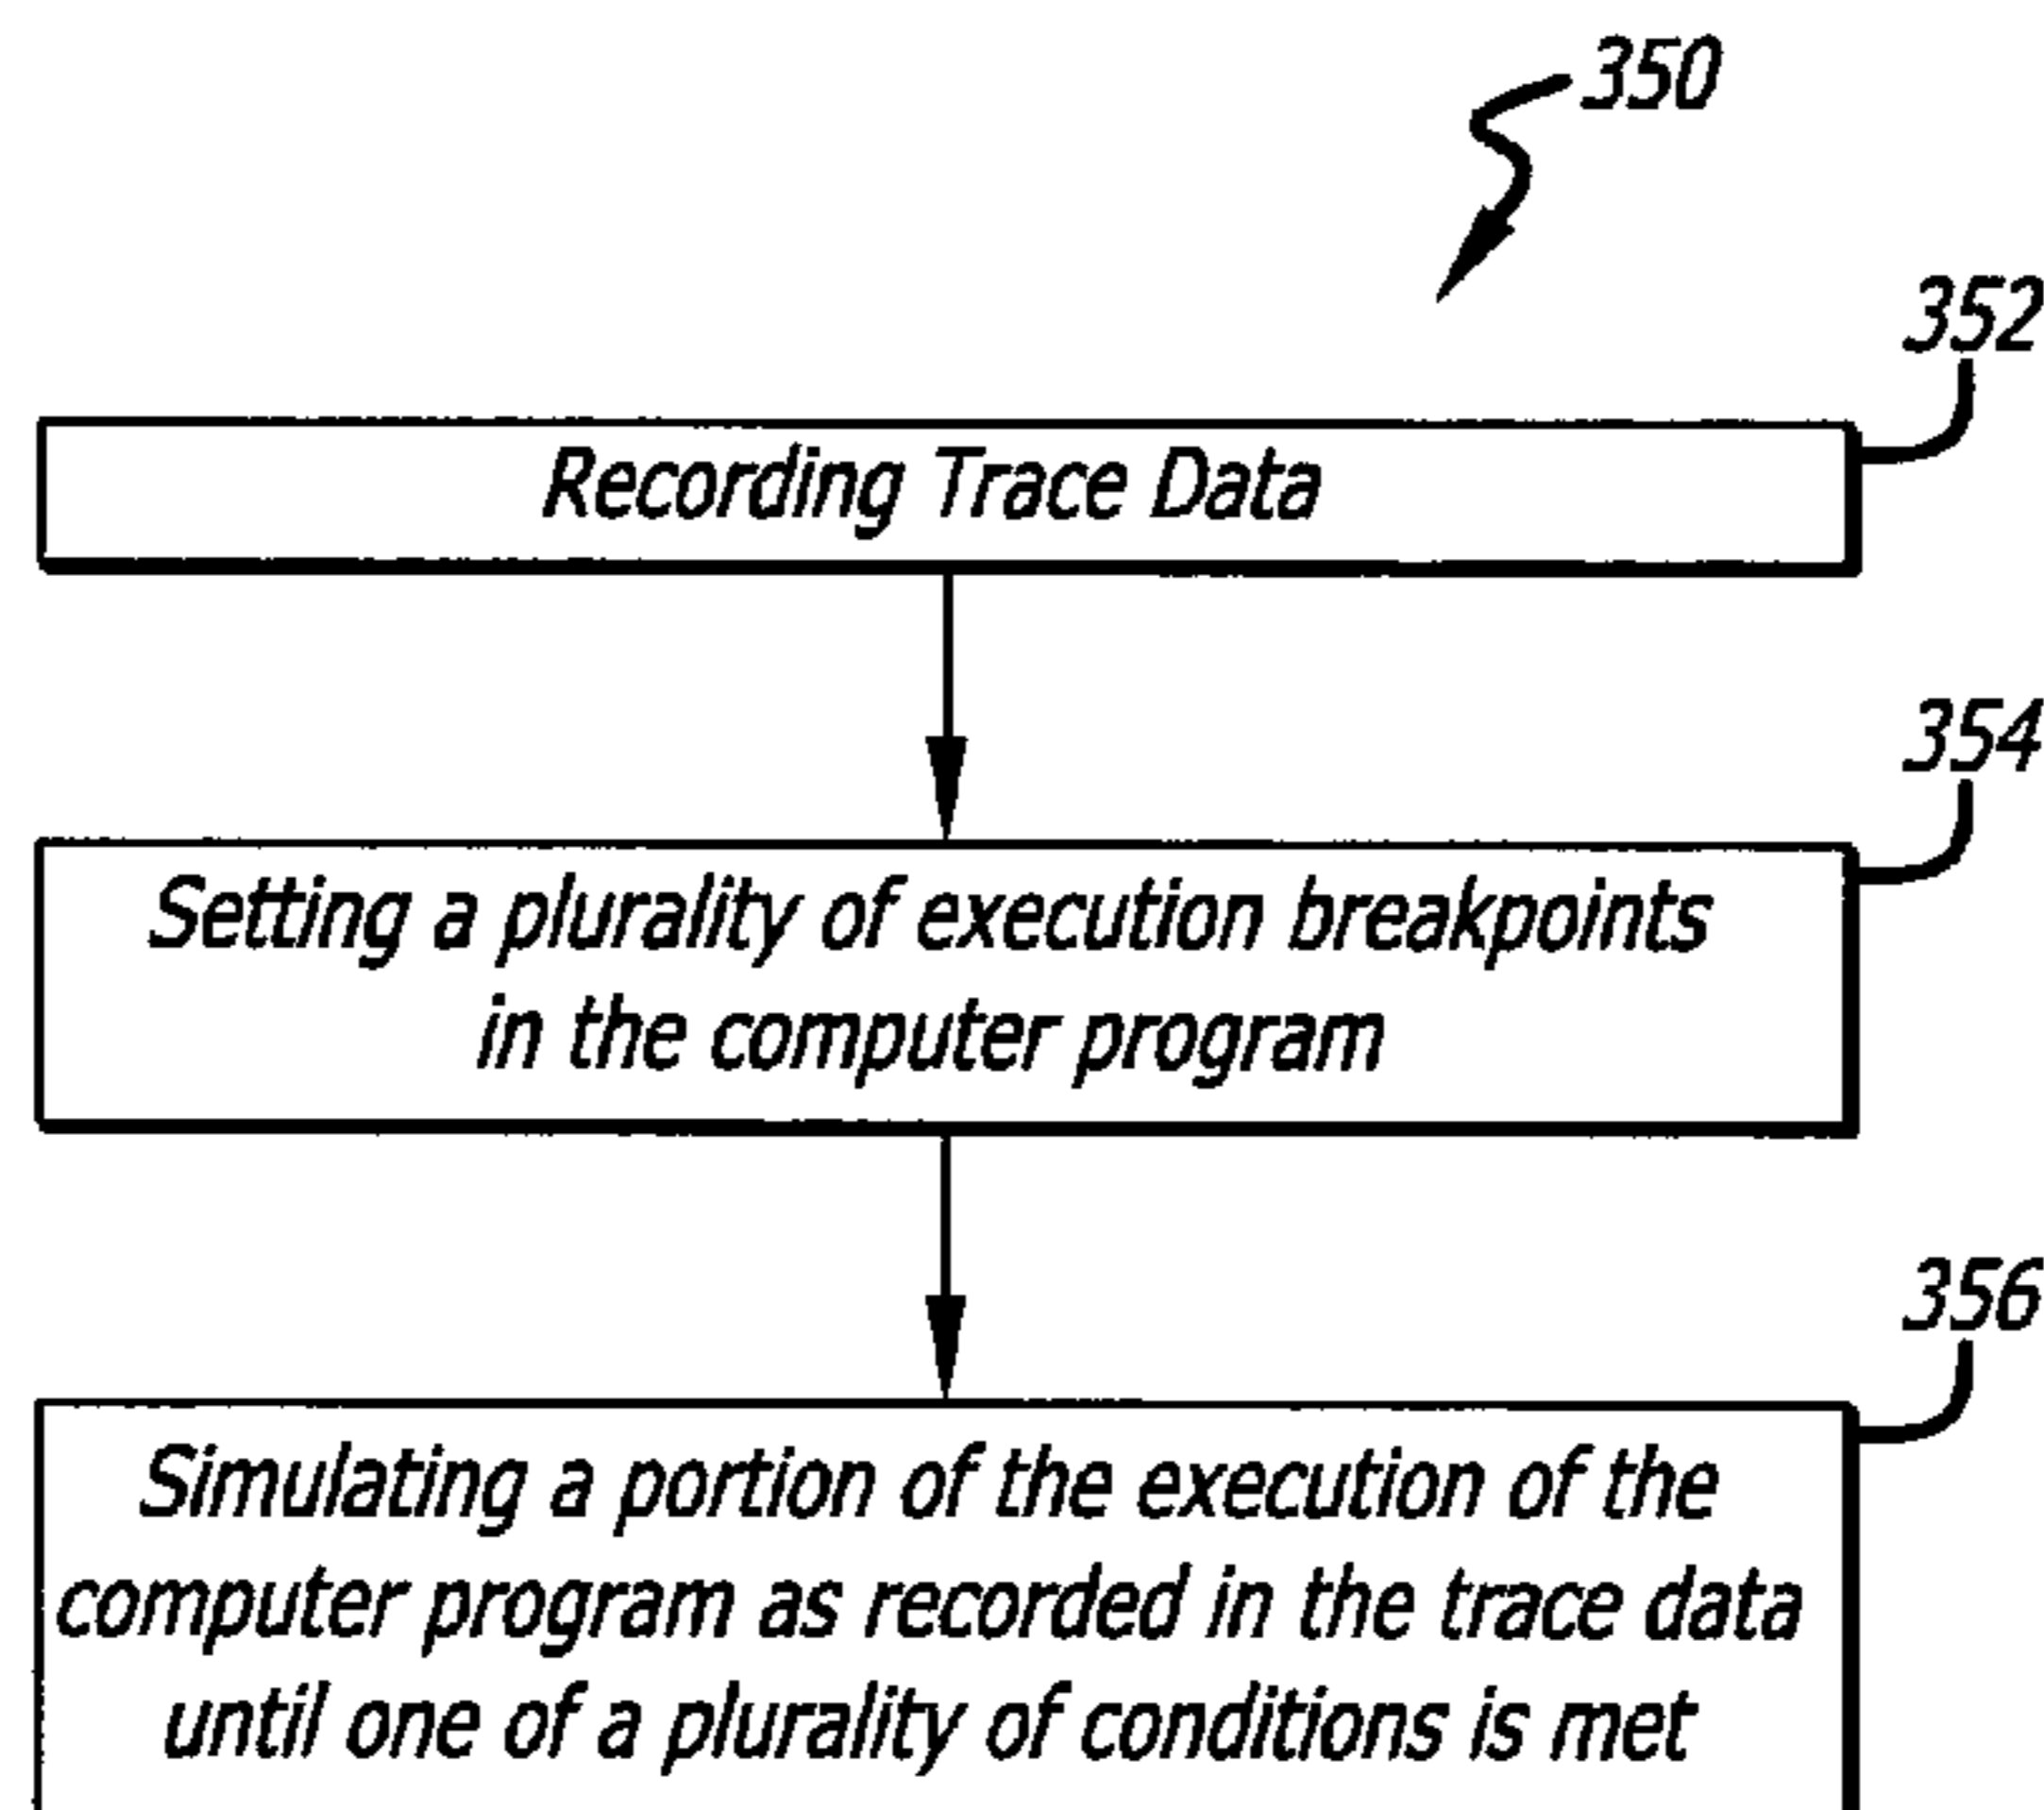 350
352
Recording Trace Data
354
Setting a plurality of execution breakpoints
in the computer program
356
Simulating a portion of the execution of the
computer program as recorded in the trace data
until one of a plurality of conditions is met